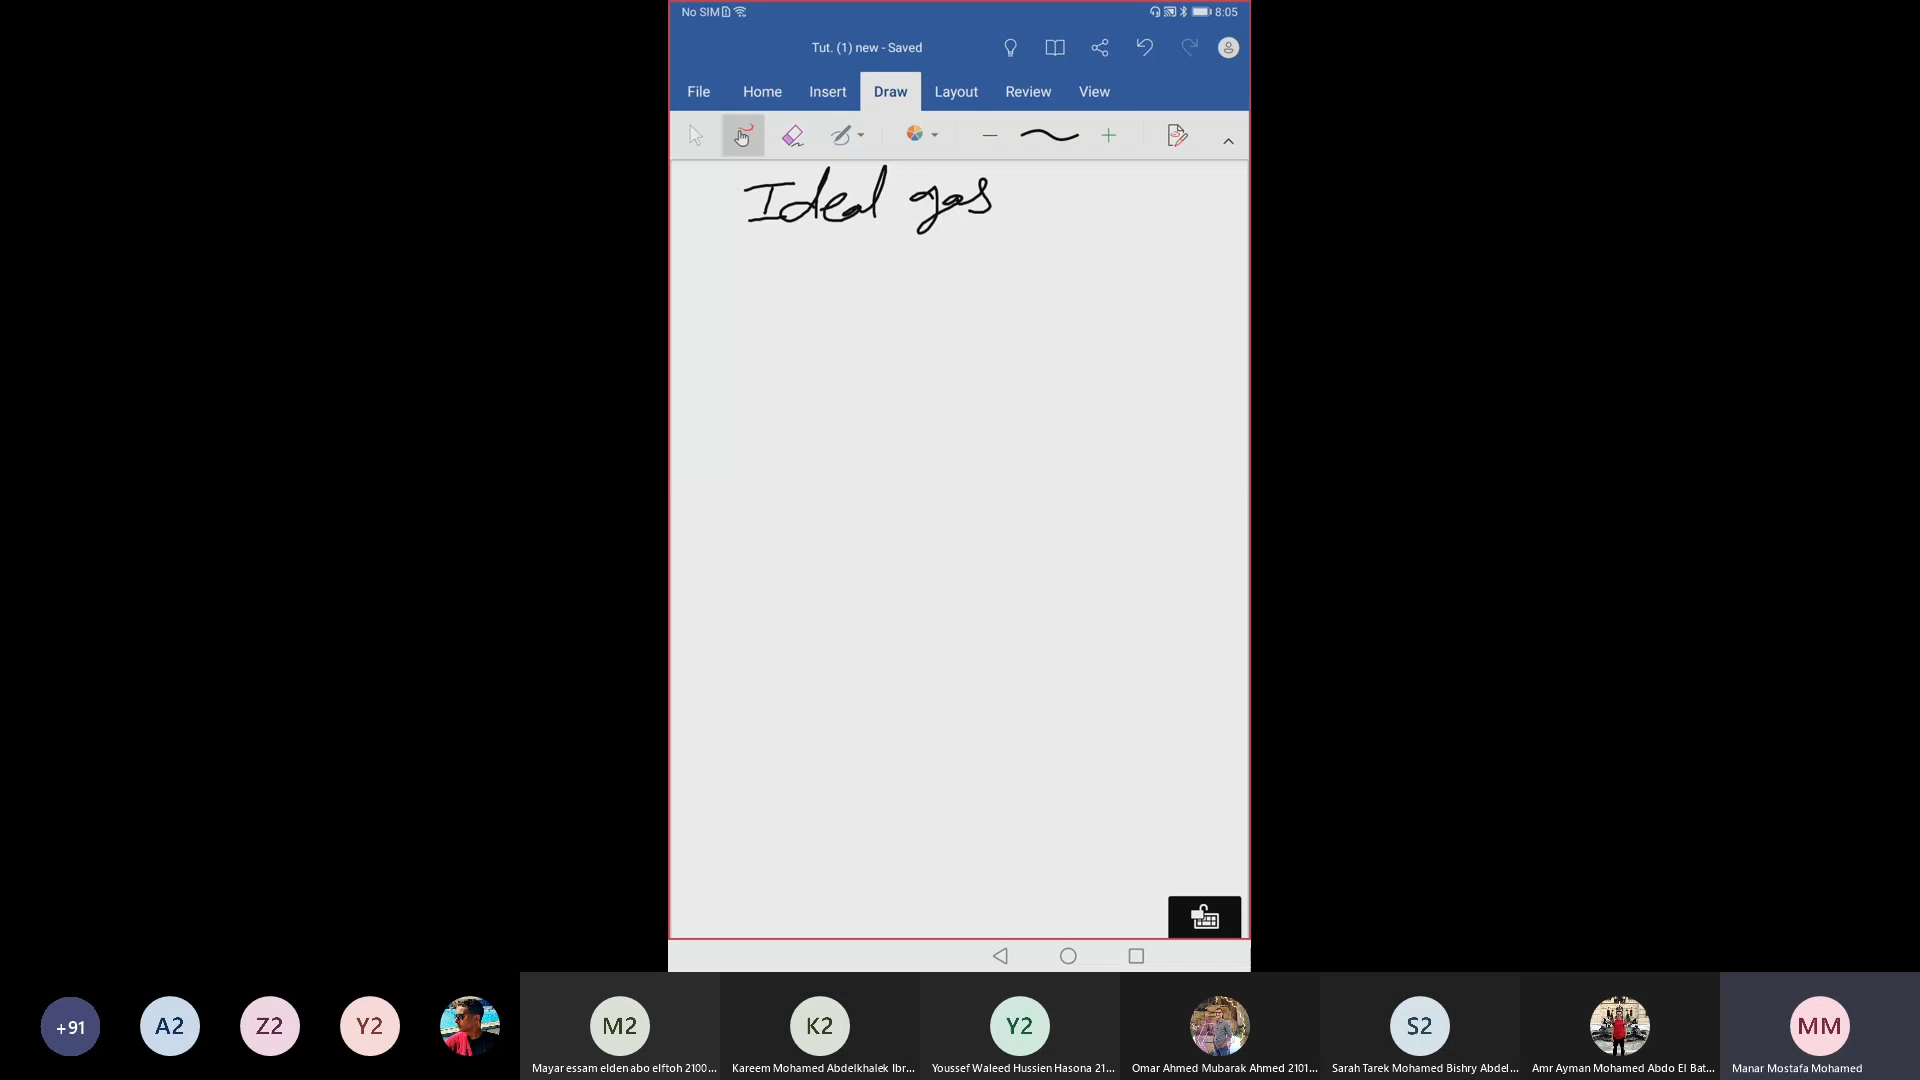 No SIM 8:05
Tut. (1) new - Saved
File Home Insert Draw Layout Review View
Ideal gas
+91 A2 Z2 Y2 M2 K2 Y2 S2 MM
Mayar essam elden abo elftoh 2100... Kareem Mohamed Abdelkhalek Ibr... Youssef Waleed Hussien Hasona 21... Omar Ahmed Mubarak Ahmed 2101... Sarah Tarek Mohamed Bishry Abdel... Amr Ayman Mohamed Abdo El Bat... Manar Mostafa Mohamed